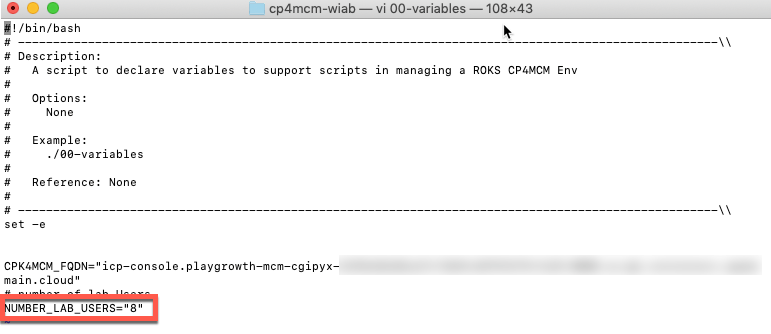 cp4mcm-wiab — vi 00-variables — 108×43
#!/bin/bash
# ----------------------------------------------------------------------------------------------------\\
# Description:
#   A script to declare variables to support scripts in managing a ROKS CP4MCM Env
#
#   Options:
#     None
#
#   Example:
#     ./00-variables
#
#   Reference: None
#
# ----------------------------------------------------------------------------------------------------\\
set -e
CPK4MCM_FQDN="icp-console.playgrowth-mcm-cgipyx-
main.cloud"
# number of lab Users
NUMBER_LAB_USERS="8"
~